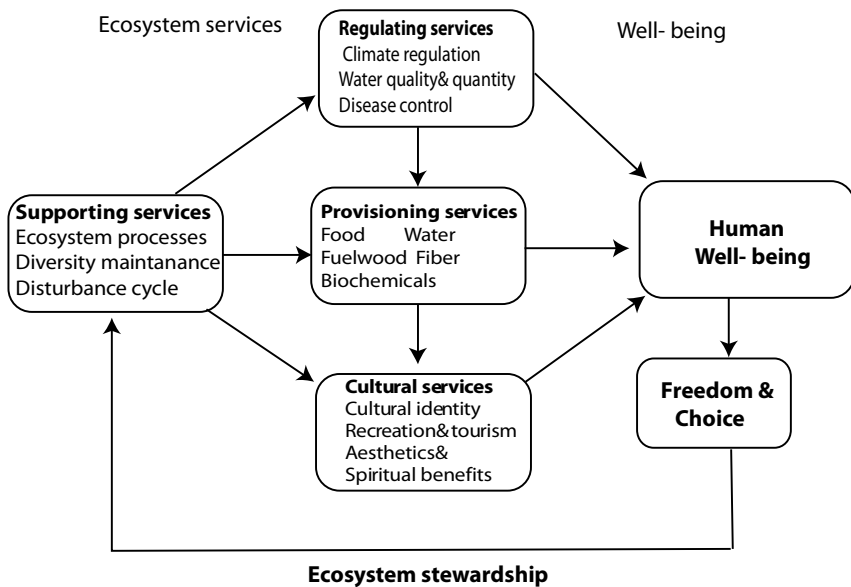 Ecosystem services
Well- being
Regulating services
Climate regulation
Water quality& quantity
Disease control
Supporting services
Ecosystem processes
Diversity maintanance
Disturbance cycle
Provisioning services
Food Water
Fuelwood Fiber
Biochemicals
Cultural services
Cultural identity
Recreation& tourism
Aesthetics&
Spiritual benefits
Human
Well- being
Freedom &
Choice
Ecosystem stewardship